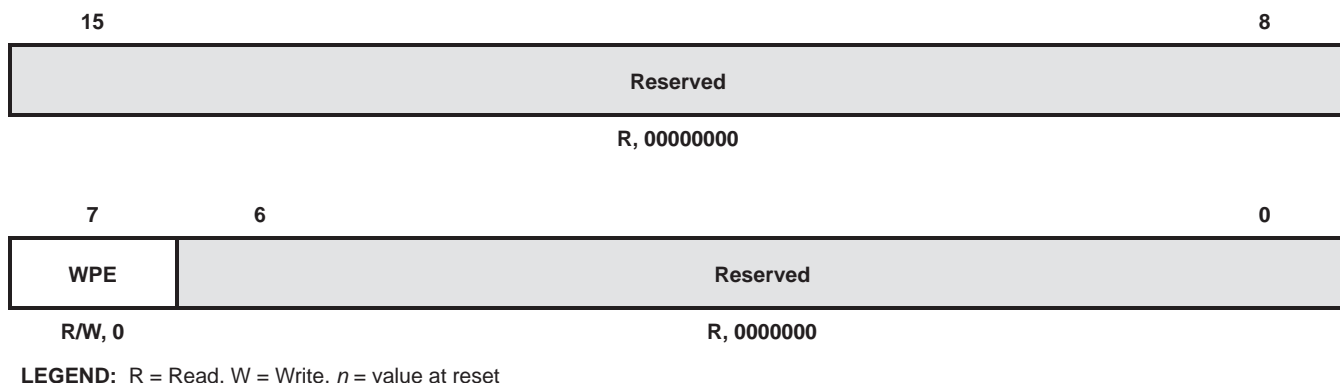 15 8
Reserved
R, 00000000
7 6 0
WPE Reserved
R/W, 0 R, 0000000
LEGEND: R = Read, W = Write, n = value at reset